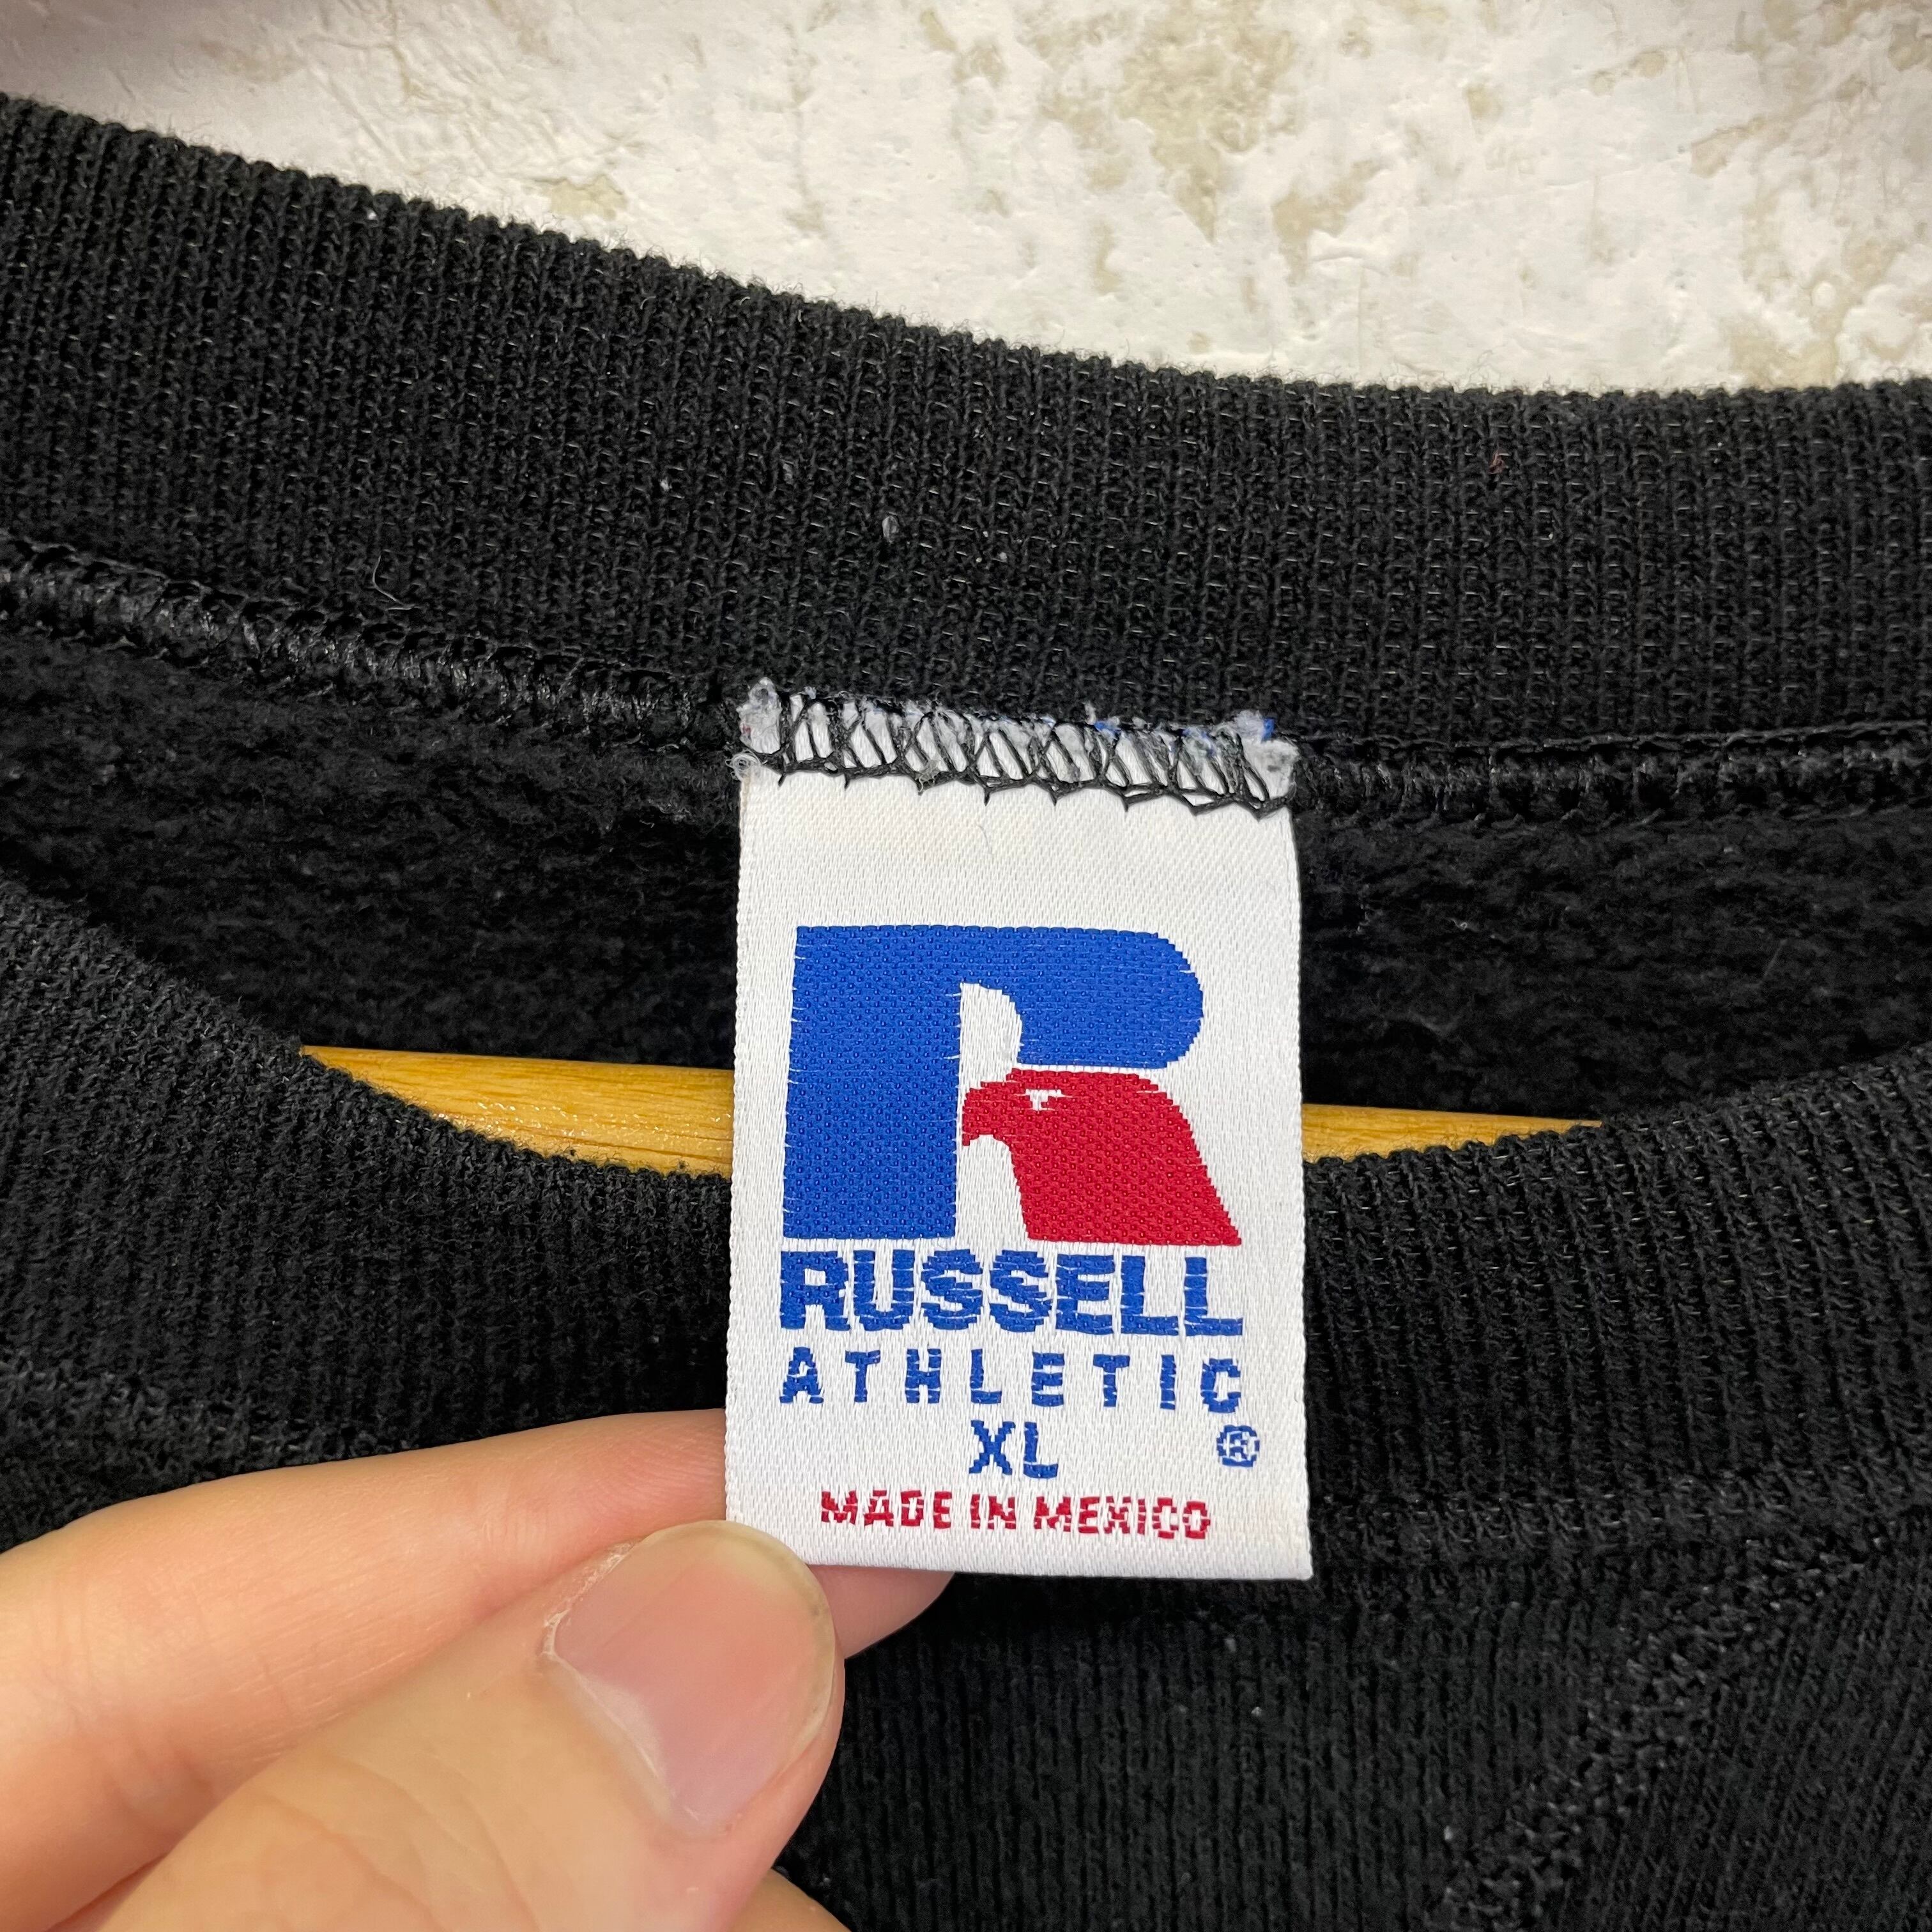 RUSSELL
ATHLETIC
XL ®
MADE IN MEXICO